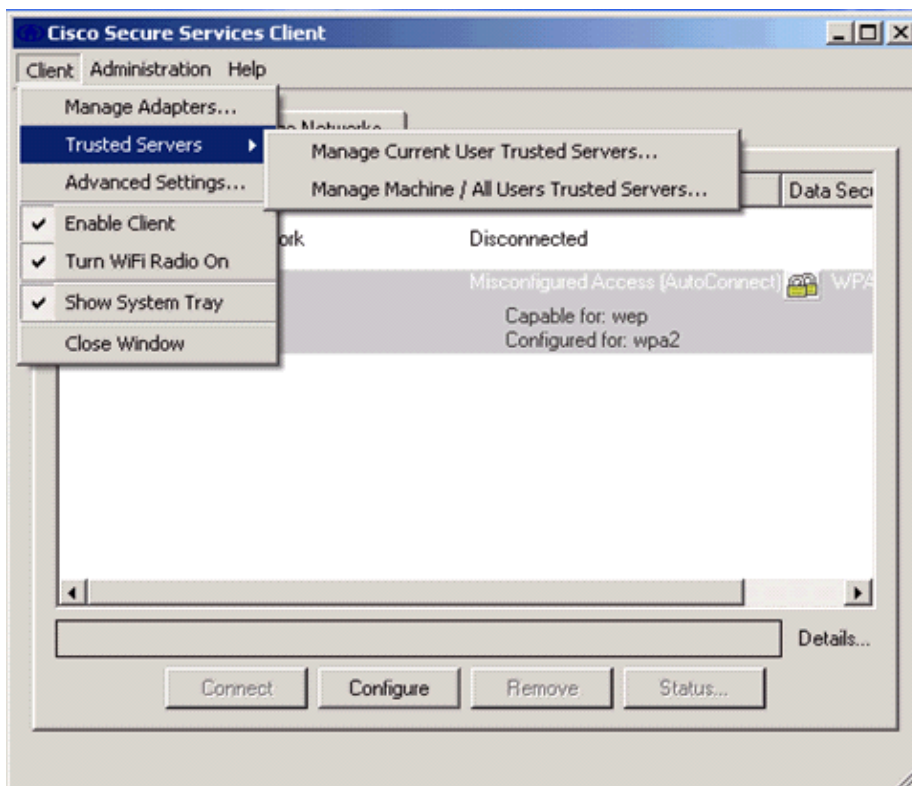 Cisco Secure Services Client
Client Administration Help
Manage Adapters...
Trusted Servers
Advanced Settings...
Enable Client
Turn WiFi Radio On
Show System Tray
Close Window
Networks
Manage Current User Trusted Servers...
Manage Machine / All Users Trusted Servers...
Data Secu
ork Disconnected
Misconfigured Access (AutoConnect) WPA
Capable for: wep
Configured for: wpa2
Details...
Connect Configure Remove Status...